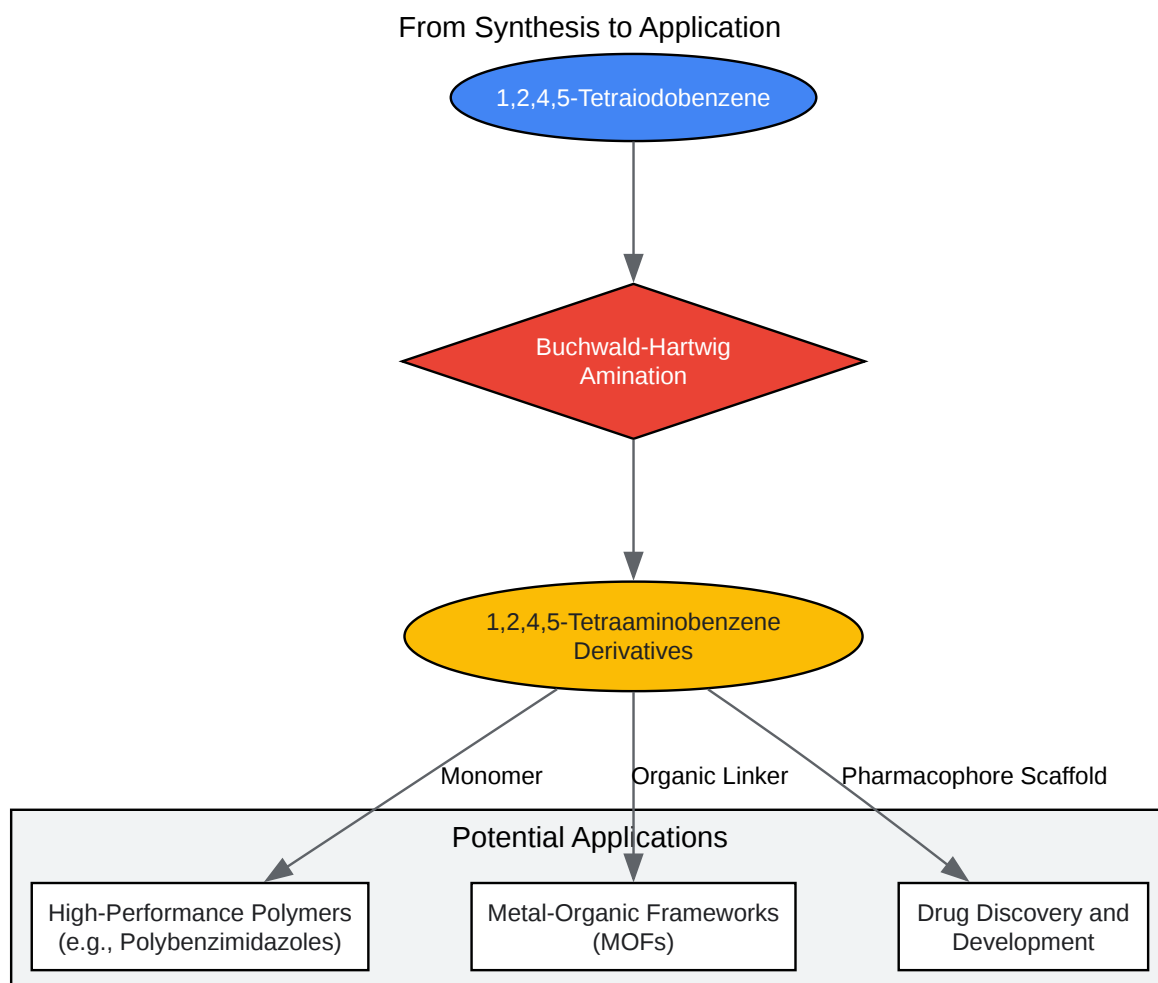 From Synthesis to Application
1,2,4,5-Tetraiodobenzene
Buchwald-Hartwig
Amination
1,2,4,5-Tetraaminobenzene
Derivatives
Monomer
Organic Linker
Pharmacophore Scaffold
Potential Applications
High-Performance Polymers
(e.g., Polybenzimidazoles)
Metal-Organic Frameworks
(MOFs)
Drug Discovery and
Development